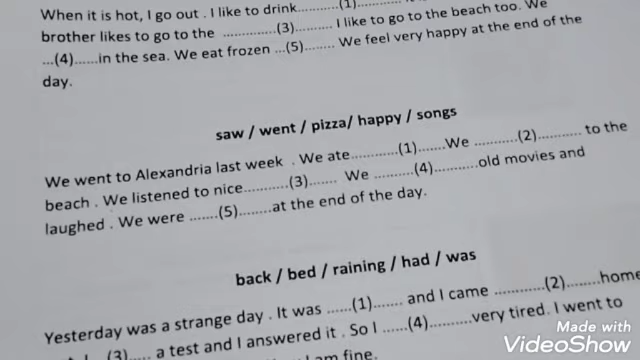 When it is hot, I go out . I like to drink..........(1)..........
brother likes to go to the ..............(3).......... I like to go to the beach too. We
...(4)......in the sea. We eat frozen ...(5)........ We feel very happy at the end of the
day.
saw / went / pizza/ happy / songs
We went to Alexandria last week . We ate............(1).......We ...........(2)........... to the
beach . We listened to nice...........(3)....... We ..........(4)...........old movies and
laughed . We were .......(5)........at the end of the day.
back / bed / raining / had / was
Yesterday was a strange day . It was ......(1)....... and I came ............(2)........home
(3)..... a test and I answered it . So I ......(4)..........very tired. I went to
I am fine.
Made with
VideoShow